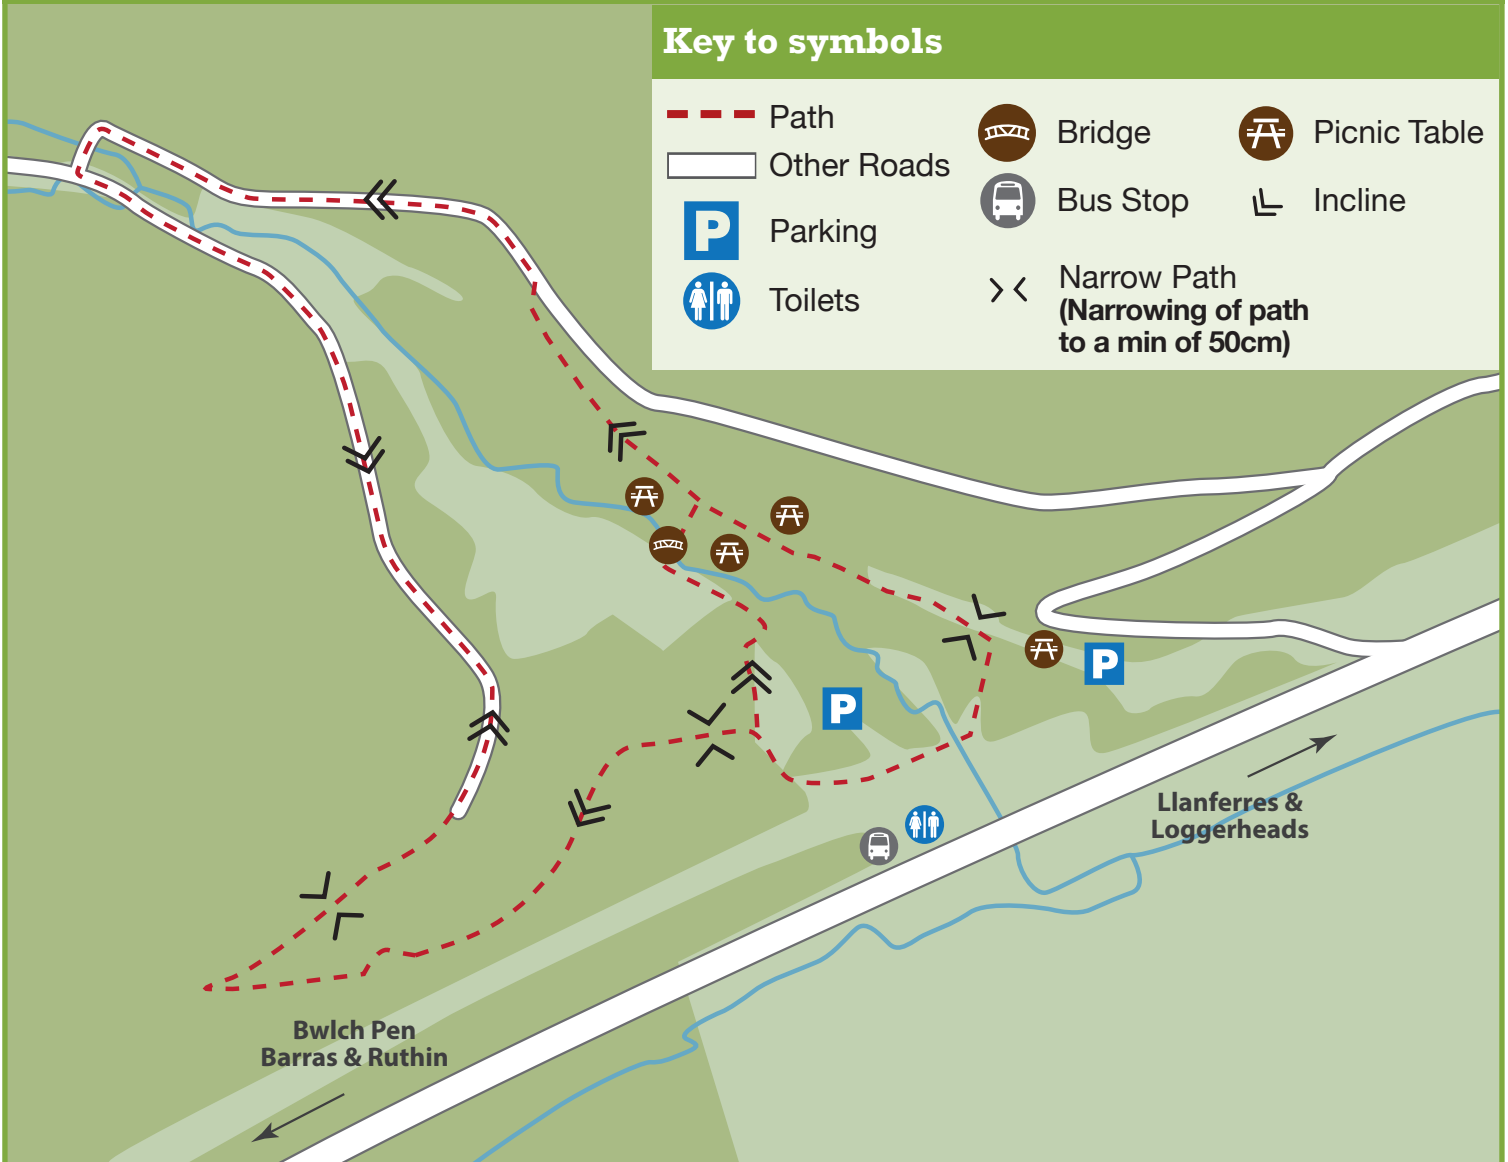 Key to symbols
Path
Other Roads
P
Parking
Toilets
Bridge
Bus Stop
Picnic Table
Incline
Narrow Path
(Narrowing of path
to a min of 50cm)
P
P
Llanferres &
Loggerheads
Bwlch Pen
Barras & Ruthin